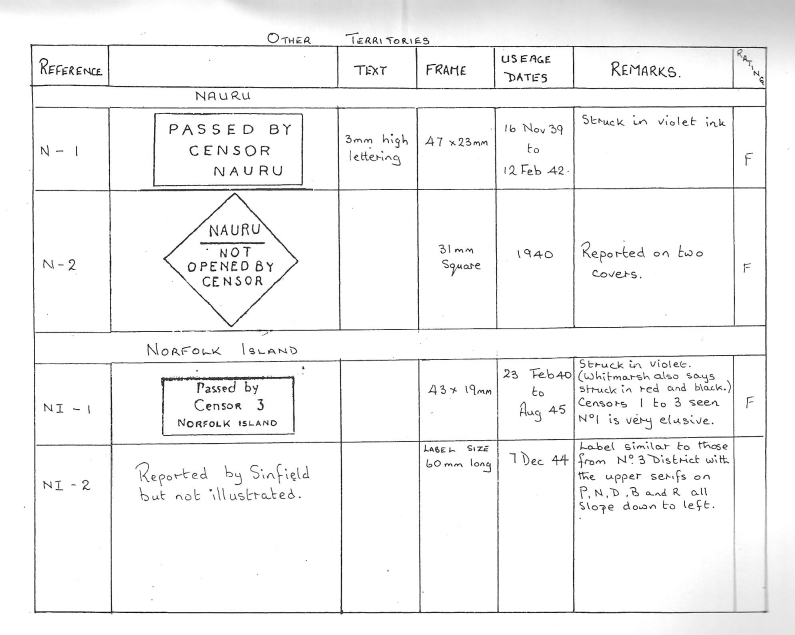 OTHER TERRITORIES
REFERENCE TEXT FRAME USEAGE DATES REMARKS. RATING
NAURU
N-1
PASSED BY
CENSOR
NAURU
3mm high
lettering
47 x 23mm
16 Nov 39
to
12 Feb 42.
Struck in violet ink
F
N-2
NAURU
NOT
OPENED BY
CENSOR
31mm
Square
1940
Reported on two
covers.
F
NORFOLK ISLAND
NI-1
Passed by
Censor 3
NORFOLK ISLAND
43 x 19mm
23 Feb 40
to
Aug 45
Struck in violet.
(Whitmarsh also says
struck in red and black.)
Censors 1 to 3 seen
Nº1 is very elusive.
F
NI-2
Reported by Sinfield
but not illustrated.
LABEL SIZE
60mm long
7 Dec 44
Label similar to those
from Nº 3 District with
the upper serifs on
P, N, D, B and R all
Slope down to left.